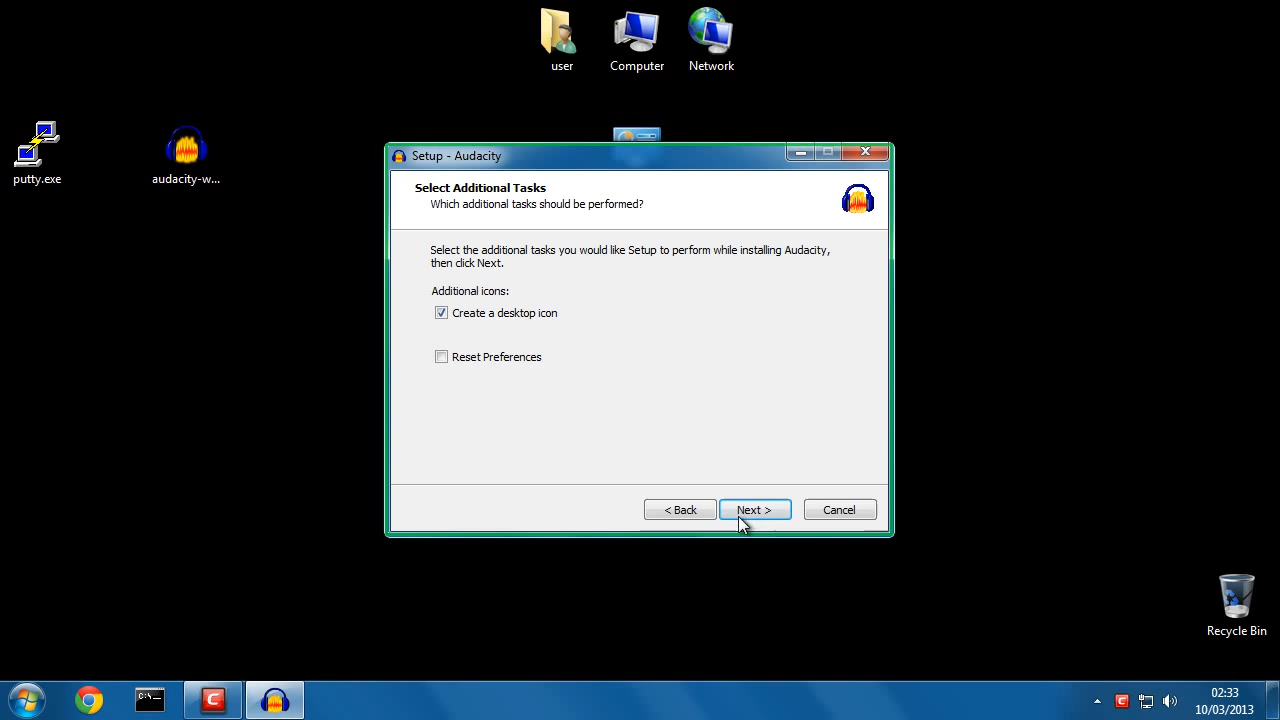 user
Computer
Network
putty.exe
audacity-w...
Setup - Audacity
Select Additional Tasks
Which additional tasks should be performed?
Select the additional tasks you would like Setup to perform while installing Audacity,
then click Next.
Additional icons:
Create a desktop icon
Reset Preferences
< Back
Next >
Cancel
Recycle Bin
02:33
10/03/2013